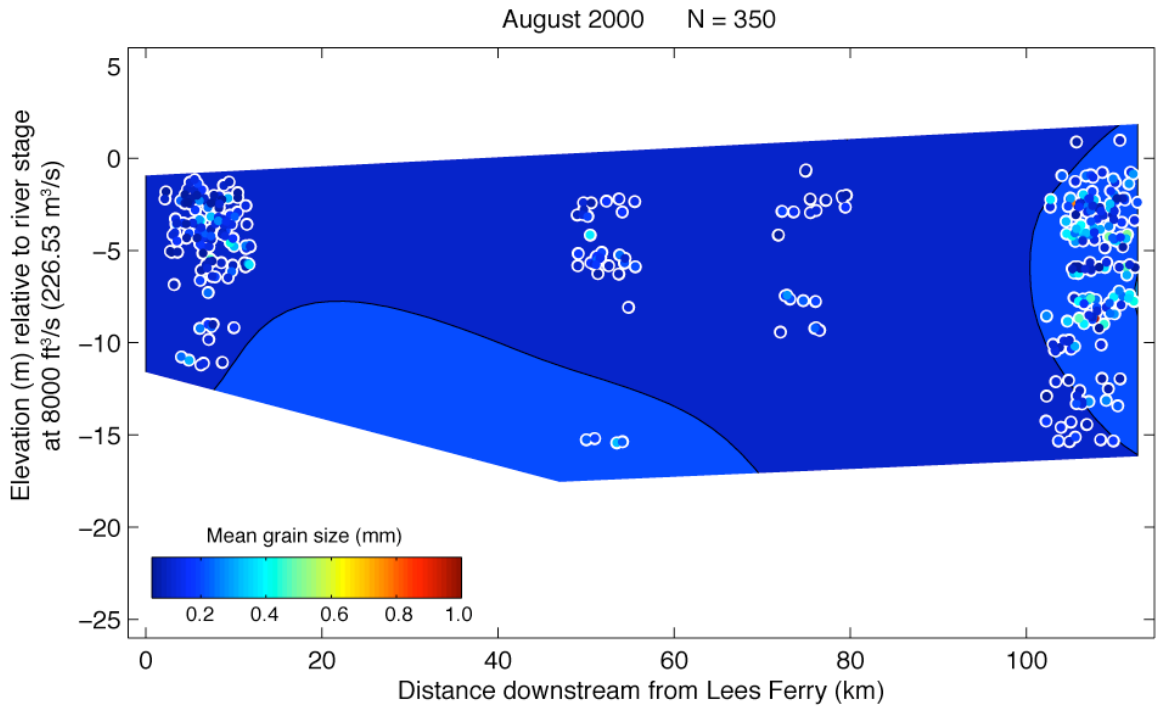 August 2000 N = 350
Elevation (m) relative to river stage
at 8000 ft³/s (226.53 m³/s)
5
0
−5
−10
−15
−20
−25
Mean grain size (mm)
0.2 0.4 0.6 0.8 1.0
0 20 40 60 80 100
Distance downstream from Lees Ferry (km)